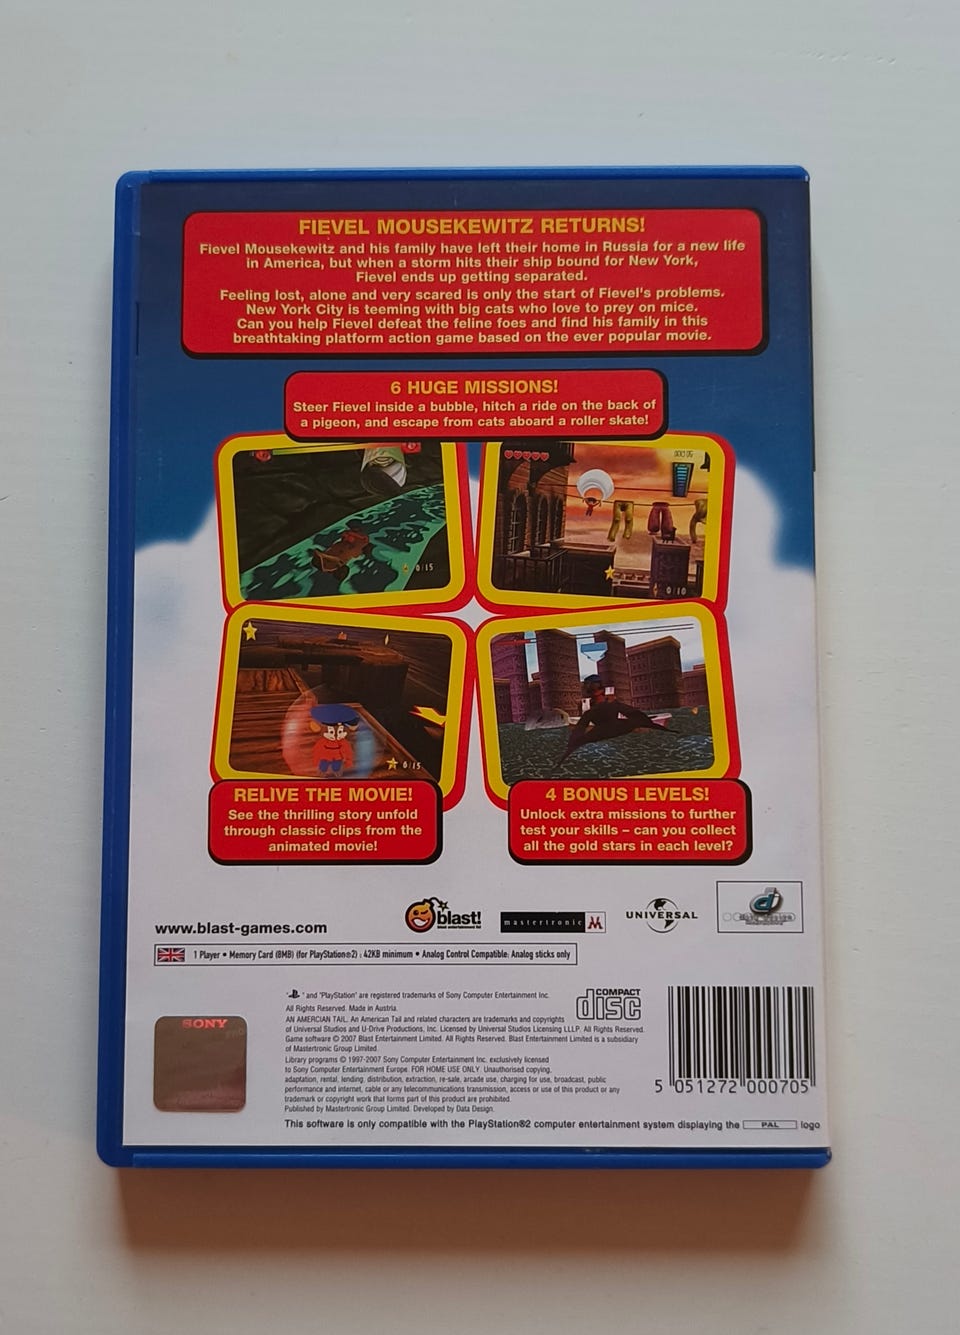 FIEVEL MOUSEKEWITZ RETURNS!
Fievel Mousekewitz and his family have left their home in Russia for a new life
in America, but when a storm hits their ship bound for New York,
Fievel ends up getting separated.
Feeling lost, alone and very scared is only the start of Fievel's problems.
New York City is teeming with big cats who love to prey on mice.
Can you help Fievel defeat the feline foes and find his family in this
breathtaking platform action game based on the ever popular movie.
6 HUGE MISSIONS!
Steer Fievel inside a bubble, hitch a ride on the back of
a pigeon, and escape from cats aboard a roller skate!
0/15
0/10
0/15
RELIVE THE MOVIE!
See the thrilling story unfold
through classic clips from the
animated movie!
4 BONUS LEVELS!
Unlock extra missions to further
test your skills – can you collect
all the gold stars in each level?
www.blast-games.com
blast!
blast entertainment ltd
mastertronic M
UNIVERSAL
1 Player • Memory Card (8MB) (for PlayStation®2) : 42KB minimum • Analog Control Compatible: Analog sticks only
SONY
"PS" and "PlayStation" are registered trademarks of Sony Computer Entertainment Inc.
All Rights Reserved. Made in Austria.
AN AMERCIAN TAIL. An American Tail and related characters are trademarks and copyrights
of Universal Studios and U-Drive Productions, Inc. Licensed by Universal Studios Licensing LLLP. All Rights Reserved.
Game software © 2007 Blast Entertainment Limited. All Rights Reserved. Blast Entertainment Limited is a subsidiary
of Mastertronic Group Limited.
Library programs © 1997-2007 Sony Computer Entertainment Inc. exclusively licensed
to Sony Computer Entertainment Europe. FOR HOME USE ONLY. Unauthorised copying,
adaptation, rental, lending, distribution, extraction, re-sale, arcade use, charging for use, broadcast, public
performance and internet, cable or any telecommunications transmission, access or use of this product or any
trademark or copyright work that forms part of this product are prohibited.
Published by Mastertronic Group Limited. Developed by Data Design.
COMPACT
disc
5 051272 000705
This software is only compatible with the PlayStation®2 computer entertainment system displaying the PAL logo